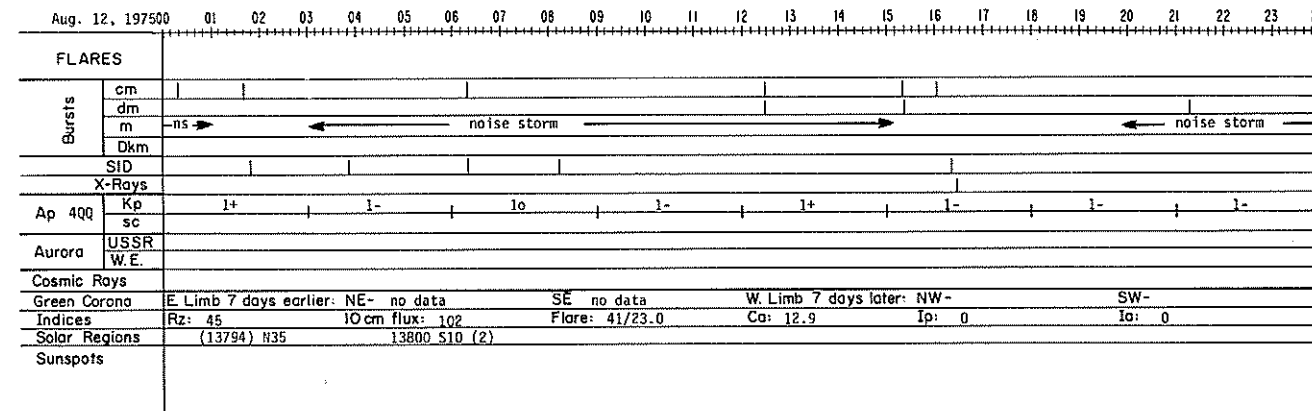 Aug. 12, 197500 01 02 03 04 05 06 07 08 09 10 11 12 13 14 15 16 17 18 19 20 21 22 23
FLARES
Bursts
cm
dm
m -ns→ ← noise storm → ← noise storm
Dkm
SID
X-Rays
Ap 4QQ Kp 1+ 1- 1o 1- 1+ 1- 1- 1-
sc
Aurora
USSR
W.E.
Cosmic Rays
Green Corona E. Limb 7 days earlier: NE- no data SE no data W. Limb 7 days later: NW- SW-
Indices Rz: 45 10cm flux: 102 Flare: 41/23.0 Ca: 12.9 Ip: 0 Ia: 0
Solar Regions (13794) N35 13800 S10 (2)
Sunspots